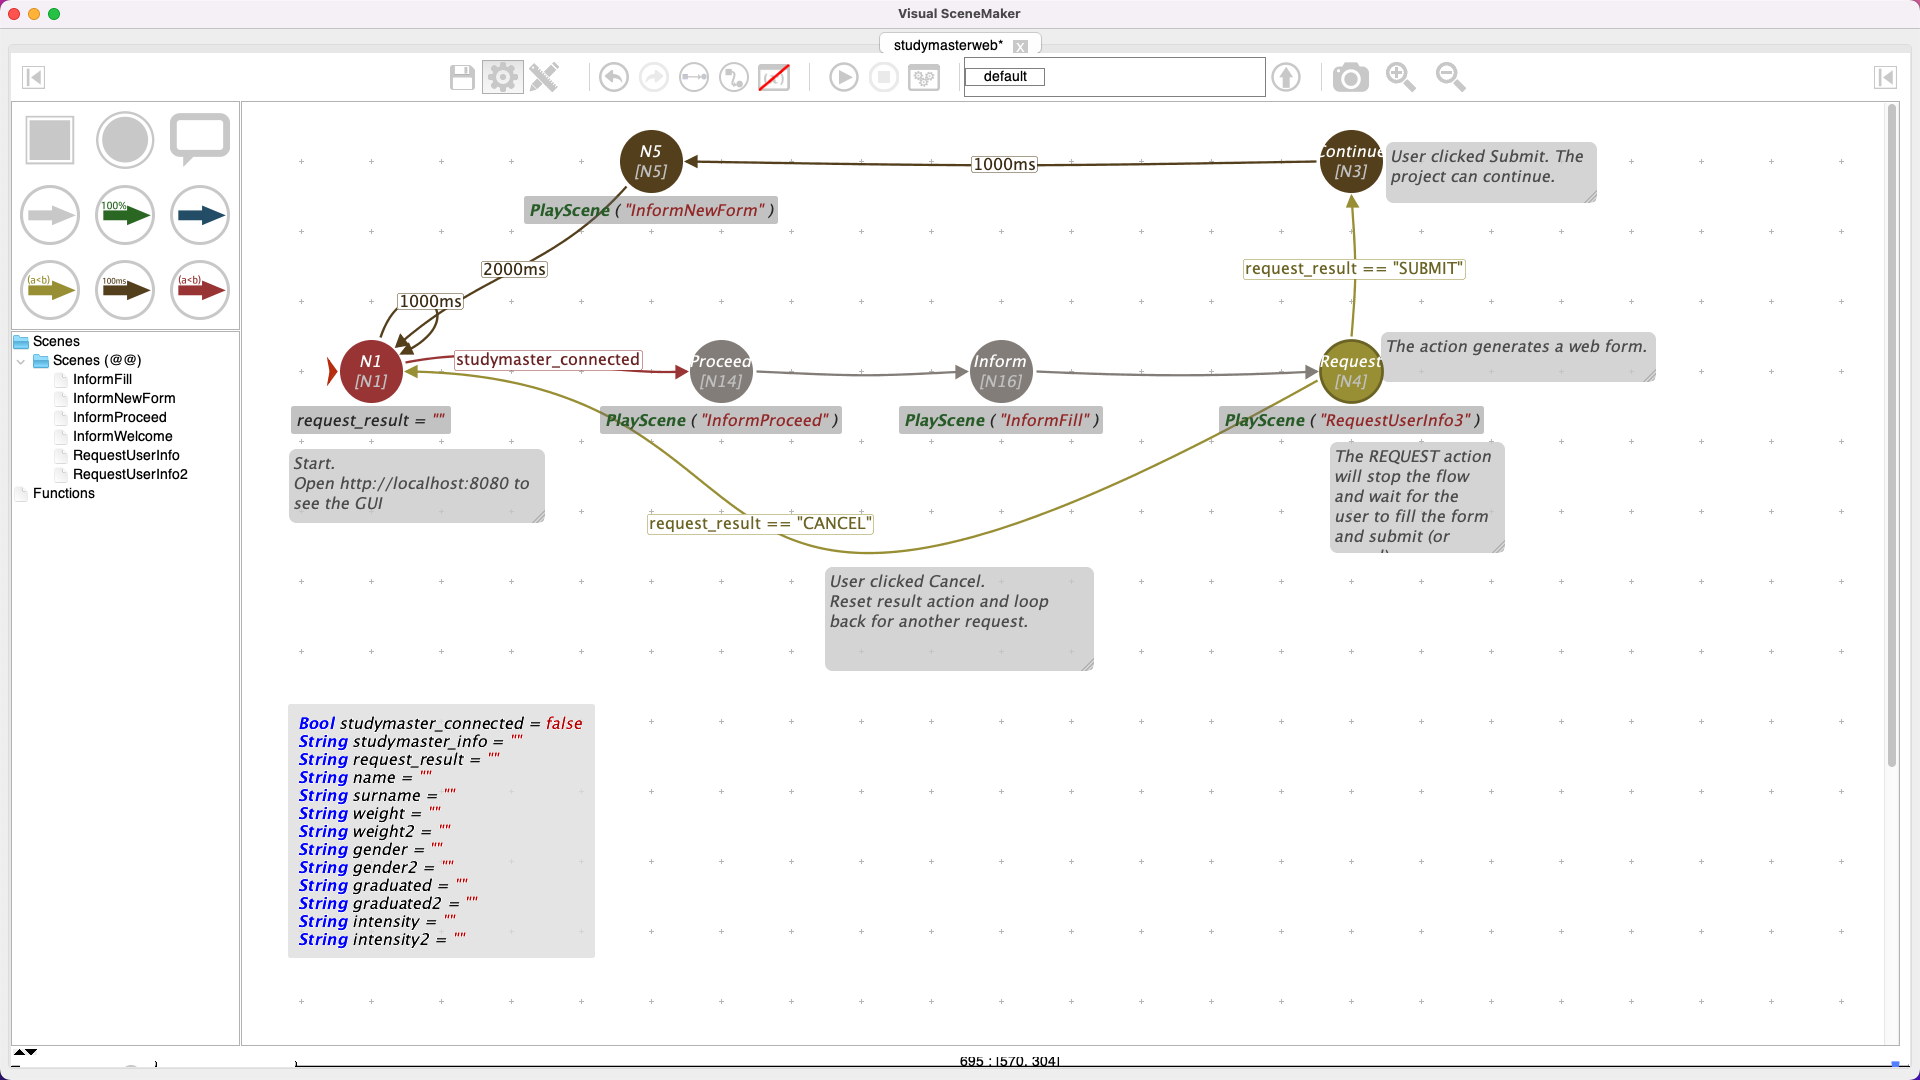 Visual SceneMaker
studymasterweb*
x
default
100%
(a<b)
100ms
(a<b)
Scenes
Scenes (@@)
InformFill
InformNewForm
InformProceed
InformWelcome
RequestUserInfo
RequestUserInfo2
Functions
N5
[N5]
PlayScene ( "InformNewForm" )
1000ms
Continue
[N3]
User clicked Submit. The
project can continue.
2000ms
1000ms
request_result == "SUBMIT"
N1
[N1]
request_result = ""
studymaster_connected
Proceed
[N14]
PlayScene ( "InformProceed" )
Inform
[N16]
PlayScene ( "InformFill" )
Request
[N4]
PlayScene ( "RequestUserInfo3" )
The action generates a web form.
Start.
Open http://localhost:8080 to
see the GUI
The REQUEST action
will stop the flow
and wait for the
user to fill the form
and submit (or
request_result == "CANCEL"
User clicked Cancel.
Reset result action and loop
back for another request.
Bool studymaster_connected = false
String studymaster_info = ""
String request_result = ""
String name = ""
String surname = ""
String weight = ""
String weight2 = ""
String gender = ""
String gender2 = ""
String graduated = ""
String graduated2 = ""
String intensity = ""
String intensity2 = ""
695 : [570, 304]